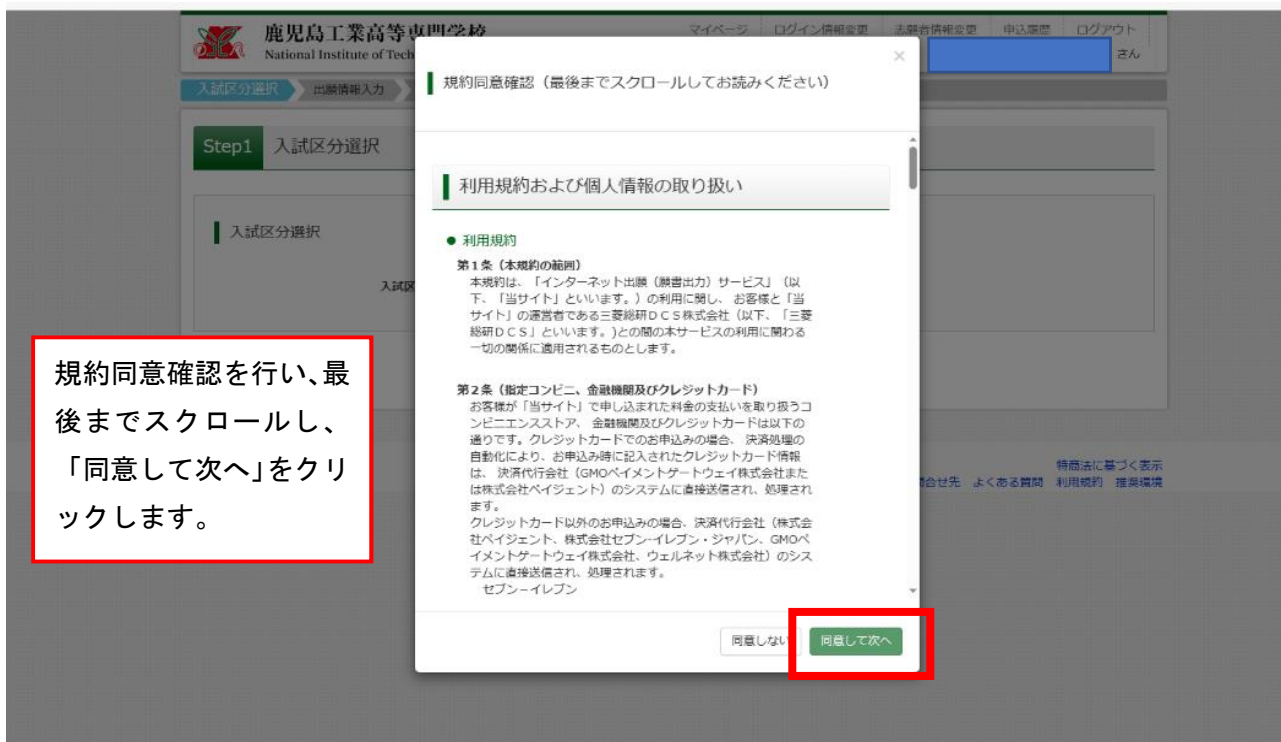 鹿児島工業高等専門学校
National Institute of Tech
マイページ ログイン情報変更 志願者情報変更 申込履歴 ログアウト
さん
入試区分選択 出願情報入力
Step1 入試区分選択
入試区分選択
入試区
規約同意確認（最後までスクロールしてお読みください）
×
利用規約および個人情報の取り扱い
● 利用規約
第１条（本規約の範囲）
本規約は、「インターネット出願（願書出力）サービス」（以
下、「当サイト」といいます。）の利用に関し、 お客様と「当
サイト」の運営者である三菱総研ＤＣＳ株式会社（以下、「三菱
総研ＤＣＳ」といいます。)との間の本サービスの利用に関わる
一切の関係に適用されるものとします。
第２条（指定コンビニ、金融機関及びクレジットカード）
お客様が「当サイト」で申し込まれた料金の支払いを取り扱うコ
ンビニエンスストア、 金融機関及びクレジットカードは以下の
通りです。クレジットカードでのお申込みの場合、 決済処理の
自動化により、お申込み時に記入されたクレジットカード情報
は、 決済代行会社（GMOペイメントゲートウェイ株式会社また
は株式会社ペイジェント）のシステムに直接送信され、処理され
ます。
クレジットカード以外のお申込みの場合、決済代行会社（株式会
社ペイジェント、株式会社セブン-イレブン・ジャパン、GMOペ
イメントゲートウェイ株式会社、ウェルネット株式会社）のシス
テムに直接送信され、処理されます。
セブン−イレブン
同意しない 同意して次へ
規約同意確認を行い、最
後までスクロールし、
「同意して次へ」をクリ
ックします。
特商法に基づく表示
合せ先 よくある質問 利用規約 推奨環境